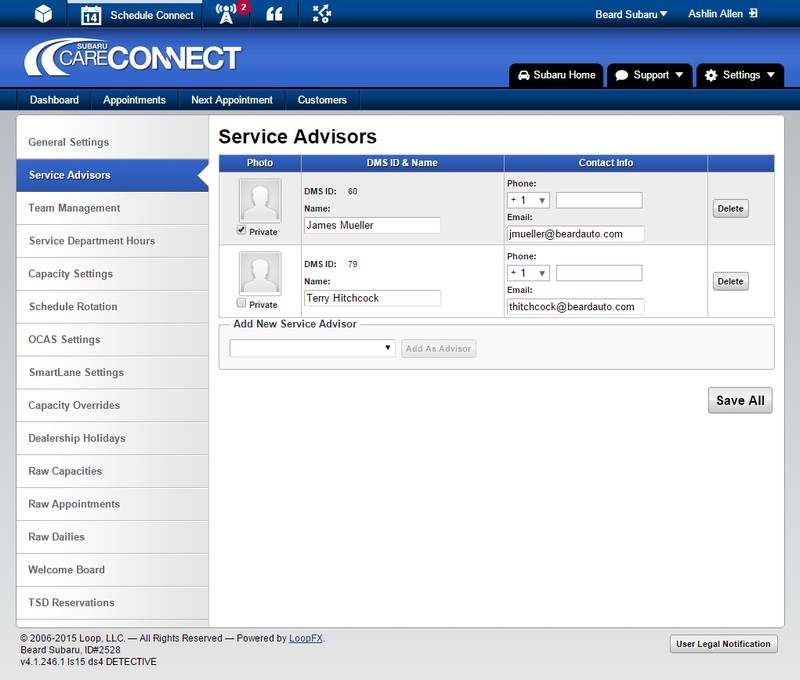 14 Schedule Connect 2 Beard Subaru Ashlin Allen
SUBARU
CARECONNECT
Subaru Home Support Settings
Dashboard Appointments Next Appointment Customers
General Settings
Service Advisors
Team Management
Service Department Hours
Capacity Settings
Schedule Rotation
OCAS Settings
SmartLane Settings
Capacity Overrides
Dealership Holidays
Raw Capacities
Raw Appointments
Raw Dailies
Welcome Board
TSD Reservations
Service Advisors
Photo DMS ID & Name Contact Info
Private
DMS ID: 60
Name:
James Mueller
Phone:
+ 1
Email:
jmueller@beardauto.com
Delete
Private
DMS ID: 79
Name:
Terry Hitchcock
Phone:
+ 1
Email:
thitchcock@beardauto.com
Delete
Add New Service Advisor
Add As Advisor
Save All
© 2006-2015 Loop, LLC. — All Rights Reserved — Powered by LoopFX.
Beard Subaru, ID#2528
v4.1.246.1 ls15 ds4 DETECTIVE
User Legal Notification